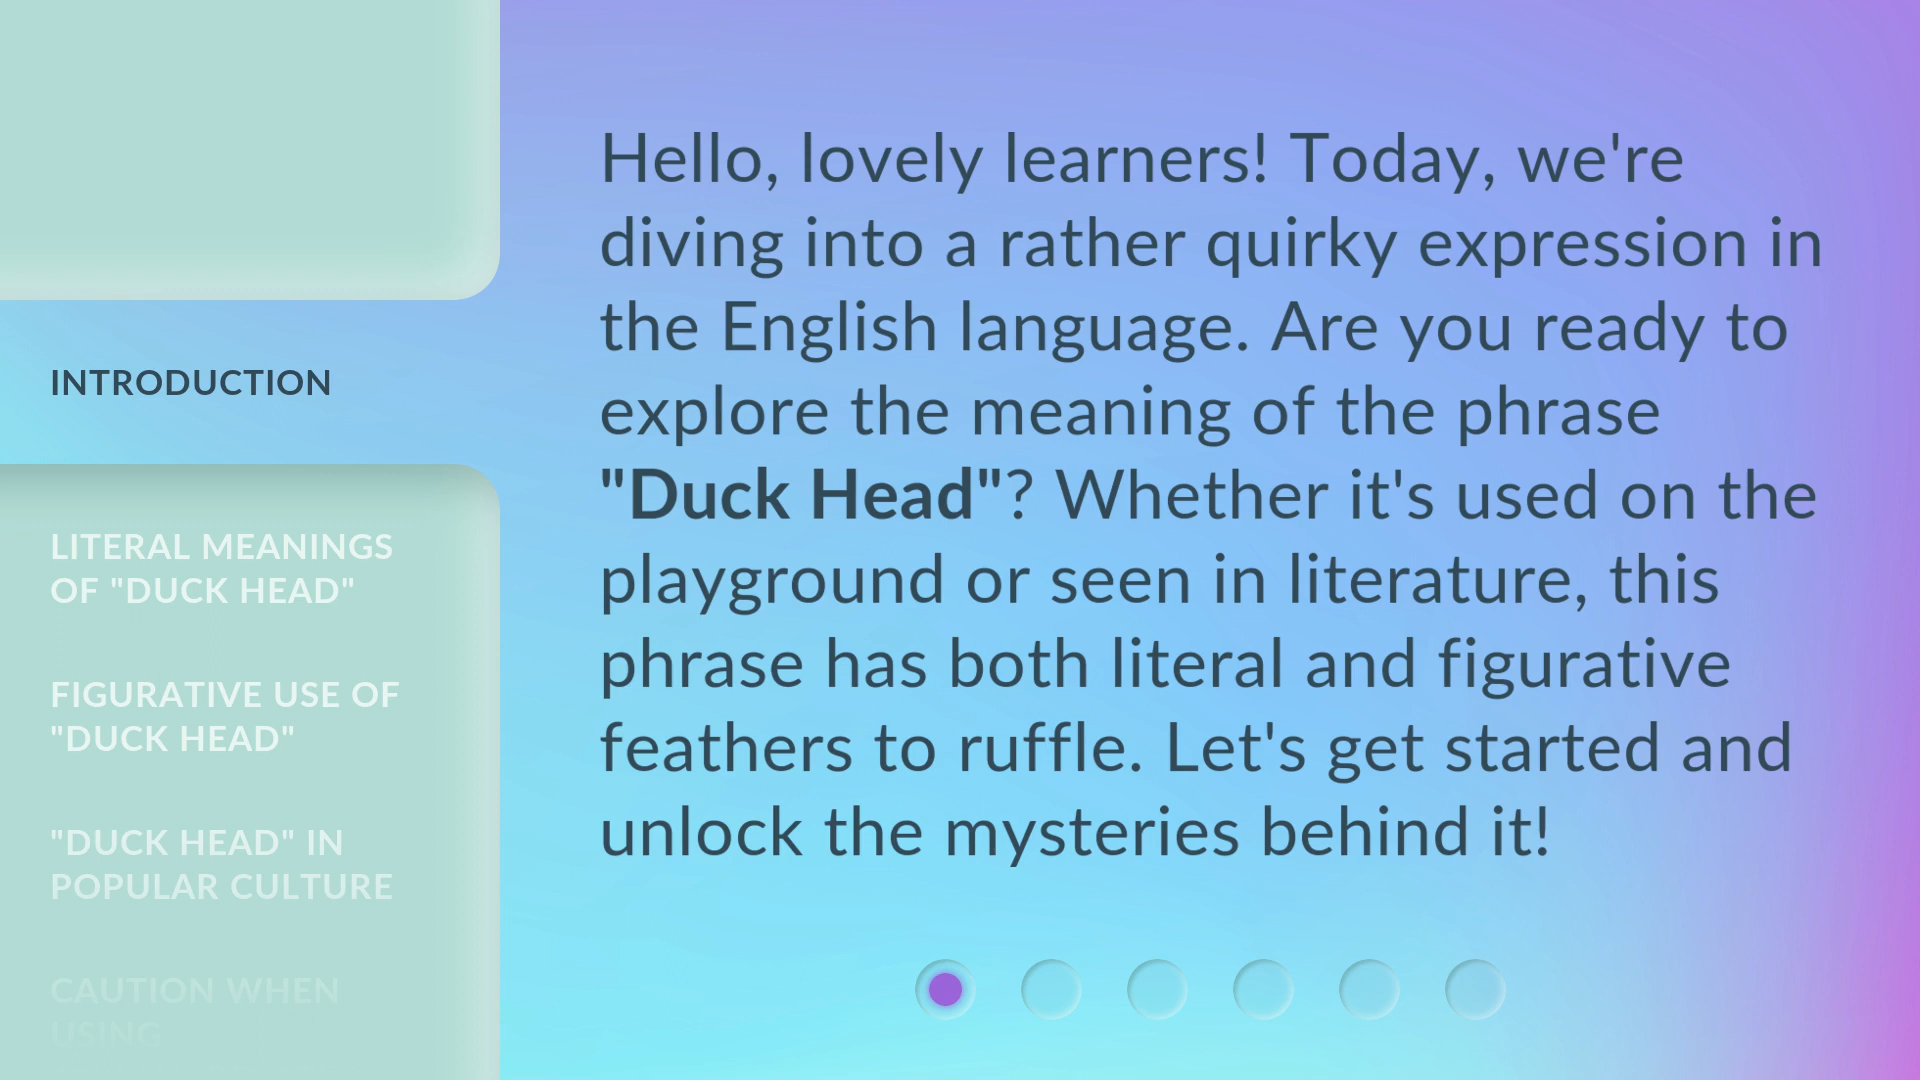 INTRODUCTION
LITERAL MEANINGS
OF "DUCK HEAD"
FIGURATIVE USE OF
"DUCK HEAD"
"DUCK HEAD" IN
POPULAR CULTURE
CAUTION WHEN
USING
Hello, lovely learners! Today, we're
diving into a rather quirky expression in
the English language. Are you ready to
explore the meaning of the phrase
"Duck Head"? Whether it's used on the
playground or seen in literature, this
phrase has both literal and figurative
feathers to ruffle. Let's get started and
unlock the mysteries behind it!